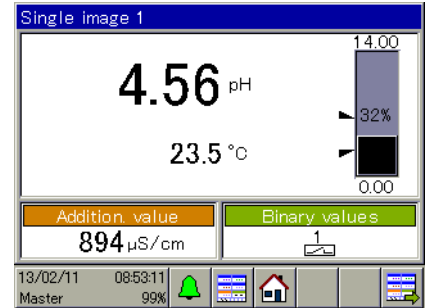 Single image 1
14.00
4.56 pH
32%
23.5 °C
0.00
Addition. value
Binary values
894 µS/cm
1
13/02/11 08:53:11
Master 99%